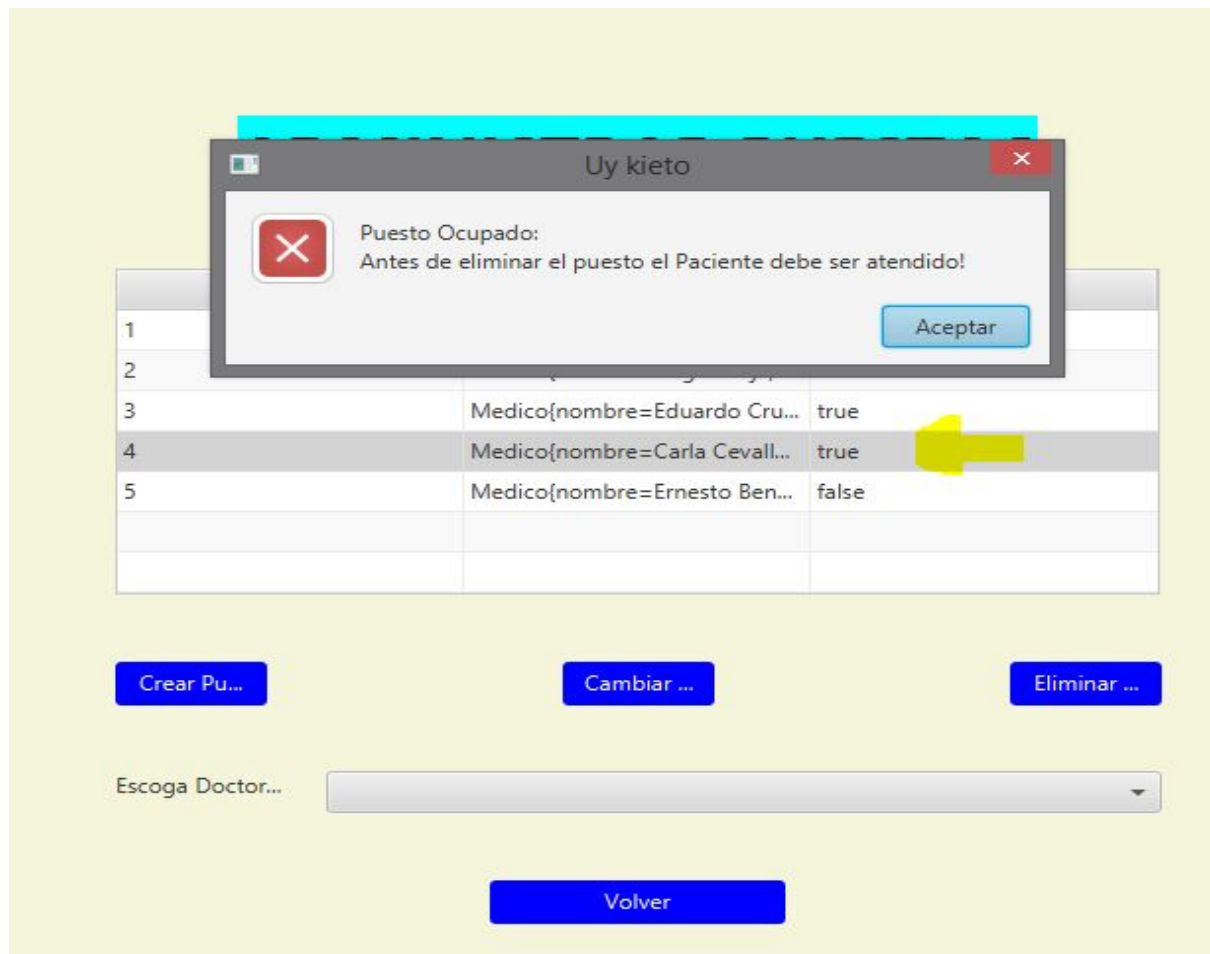 Uy kieto
Puesto Ocupado:
Antes de eliminar el puesto el Paciente debe ser atendido!
Aceptar
1
2
3 Medico{nombre=Eduardo Cru... true
4 Medico{nombre=Carla Cevall... true
5 Medico{nombre=Ernesto Ben... false
Crear Pu... Cambiar ... Eliminar ...
Escoga Doctor...
Volver